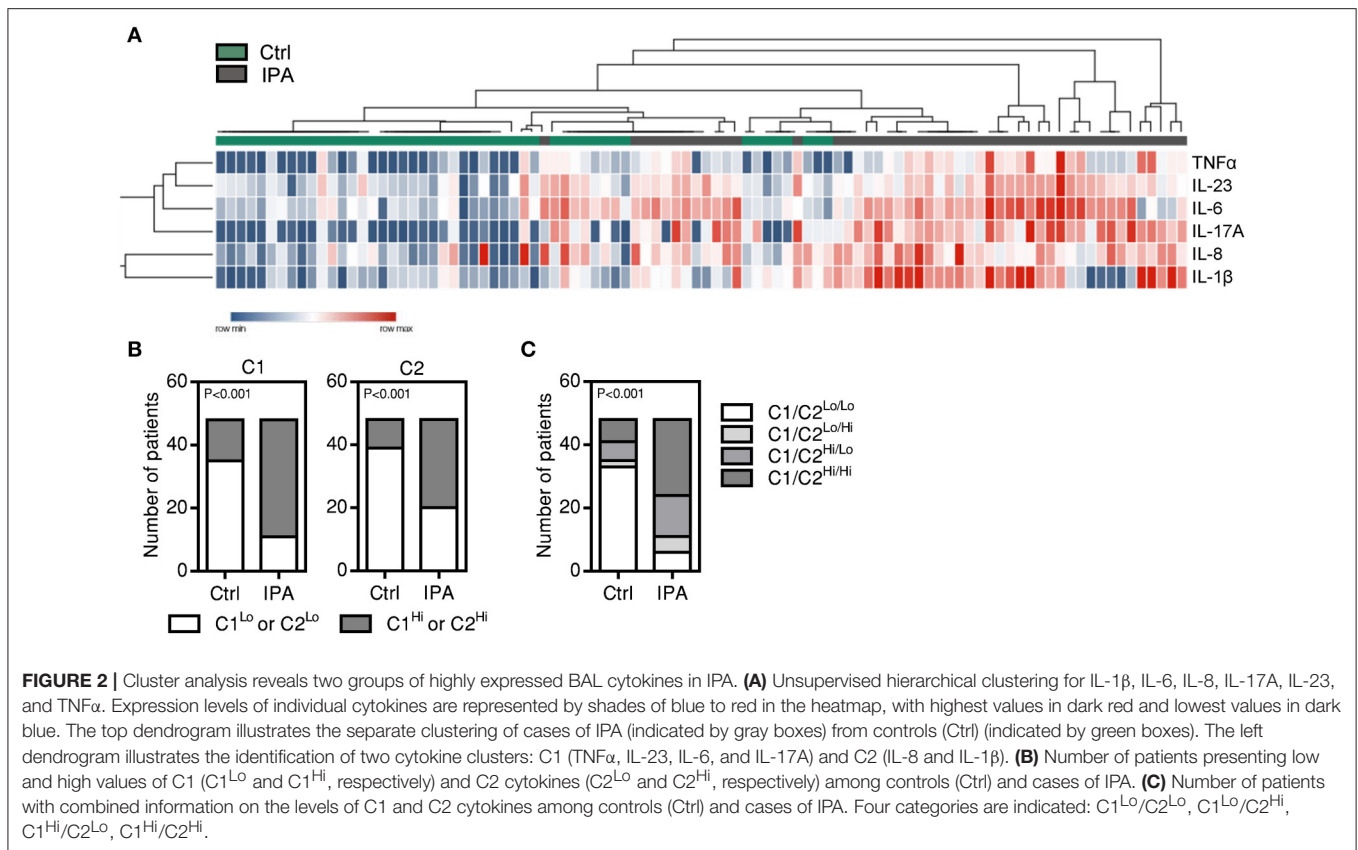 A
Ctrl
IPA
TNFα
IL-23
IL-6
IL-17A
IL-8
IL-1β
row min
row max
B
C1
C2
60
40
20
0
Number of patients
P<0.001
Ctrl
IPA
60
40
20
0
P<0.001
Ctrl
IPA
C1Lo or C2Lo
C1Hi or C2Hi
C
60
40
20
0
Number of patients
P<0.001
Ctrl
IPA
C1/C2Lo/Lo
C1/C2Lo/Hi
C1/C2Hi/Lo
C1/C2Hi/Hi
FIGURE 2 | Cluster analysis reveals two groups of highly expressed BAL cytokines in IPA. (A) Unsupervised hierarchical clustering for IL-1β, IL-6, IL-8, IL-17A, IL-23,
and TNFα. Expression levels of individual cytokines are represented by shades of blue to red in the heatmap, with highest values in dark red and lowest values in dark
blue. The top dendrogram illustrates the separate clustering of cases of IPA (indicated by gray boxes) from controls (Ctrl) (indicated by green boxes). The left
dendrogram illustrates the identification of two cytokine clusters: C1 (TNFα, IL-23, IL-6, and IL-17A) and C2 (IL-8 and IL-1β). (B) Number of patients presenting low
and high values of C1 (C1Lo and C1Hi, respectively) and C2 cytokines (C2Lo and C2Hi, respectively) among controls (Ctrl) and cases of IPA. (C) Number of patients
with combined information on the levels of C1 and C2 cytokines among controls (Ctrl) and cases of IPA. Four categories are indicated: C1Lo/C2Lo, C1Lo/C2Hi,
C1Hi/C2Lo, C1Hi/C2Hi.